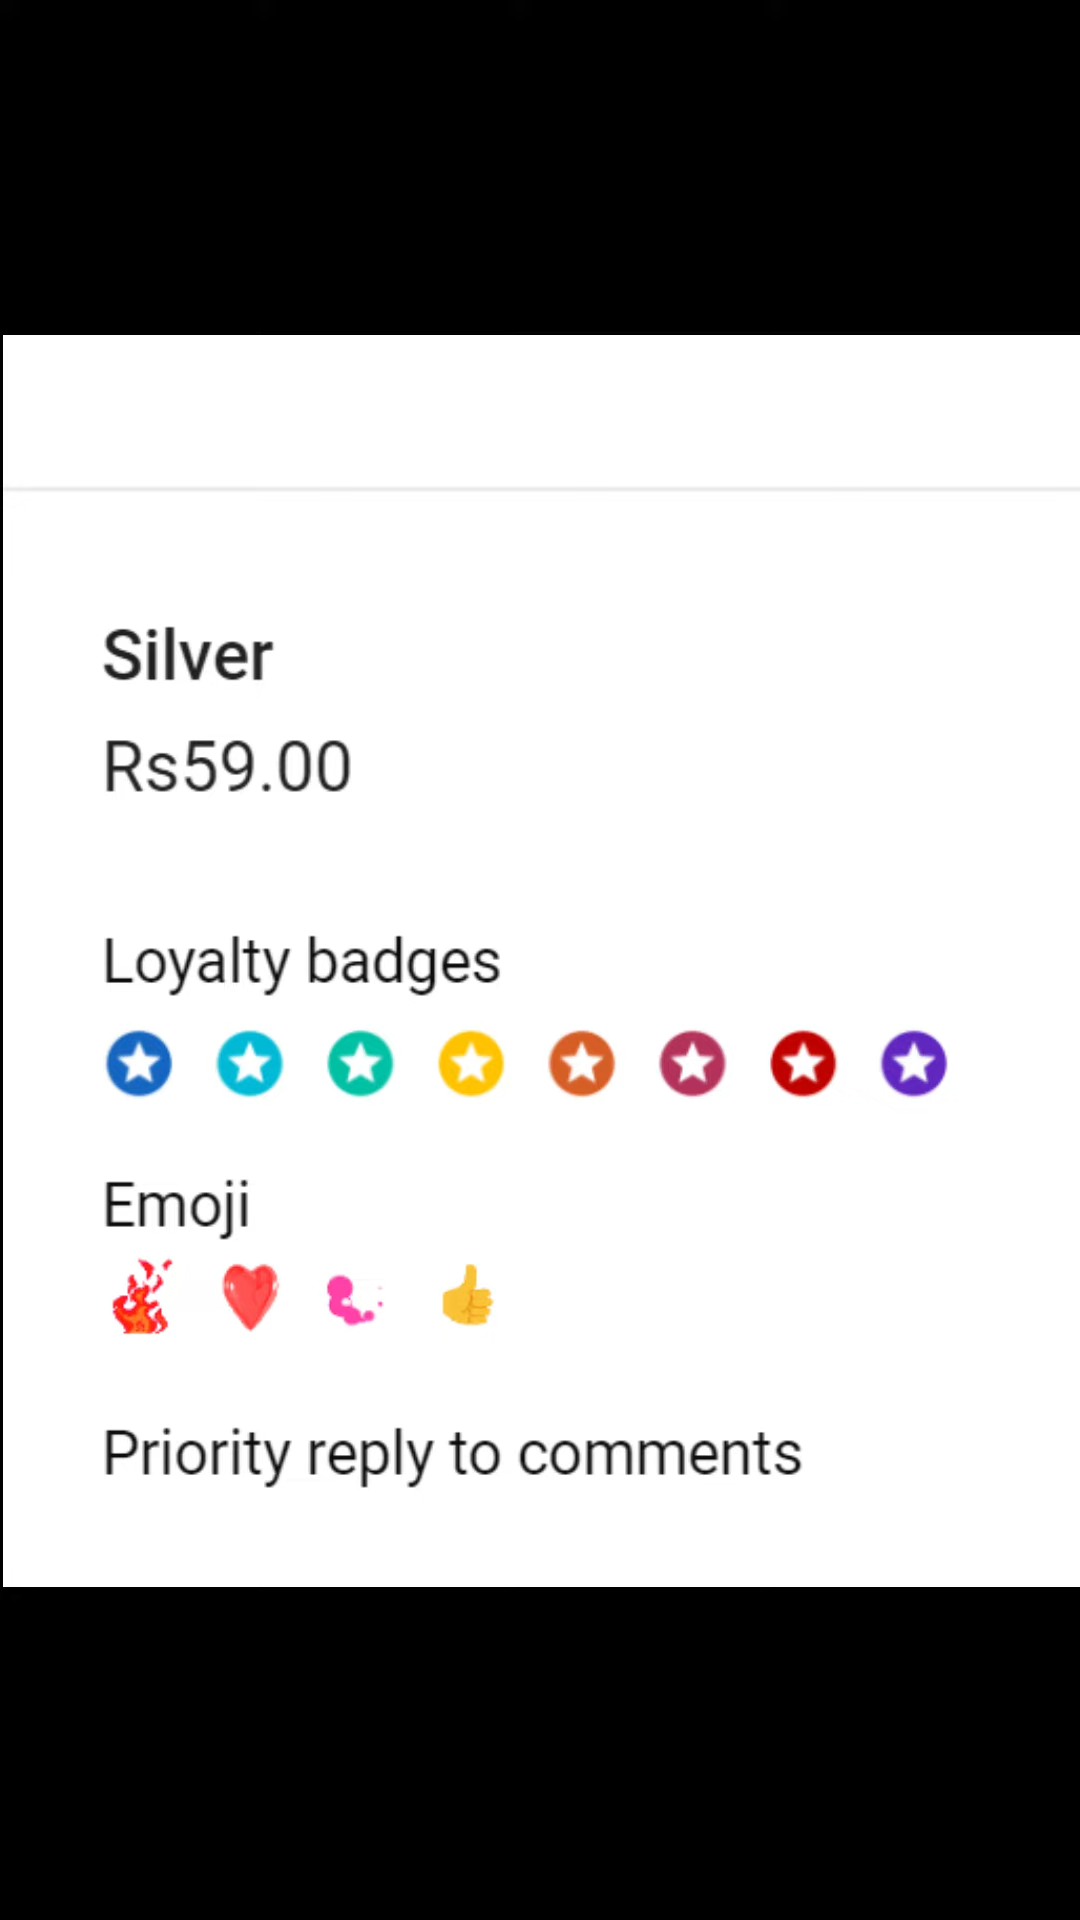 Silver
Rs59.00
Loyalty badges
Emoji
Priority reply to comments